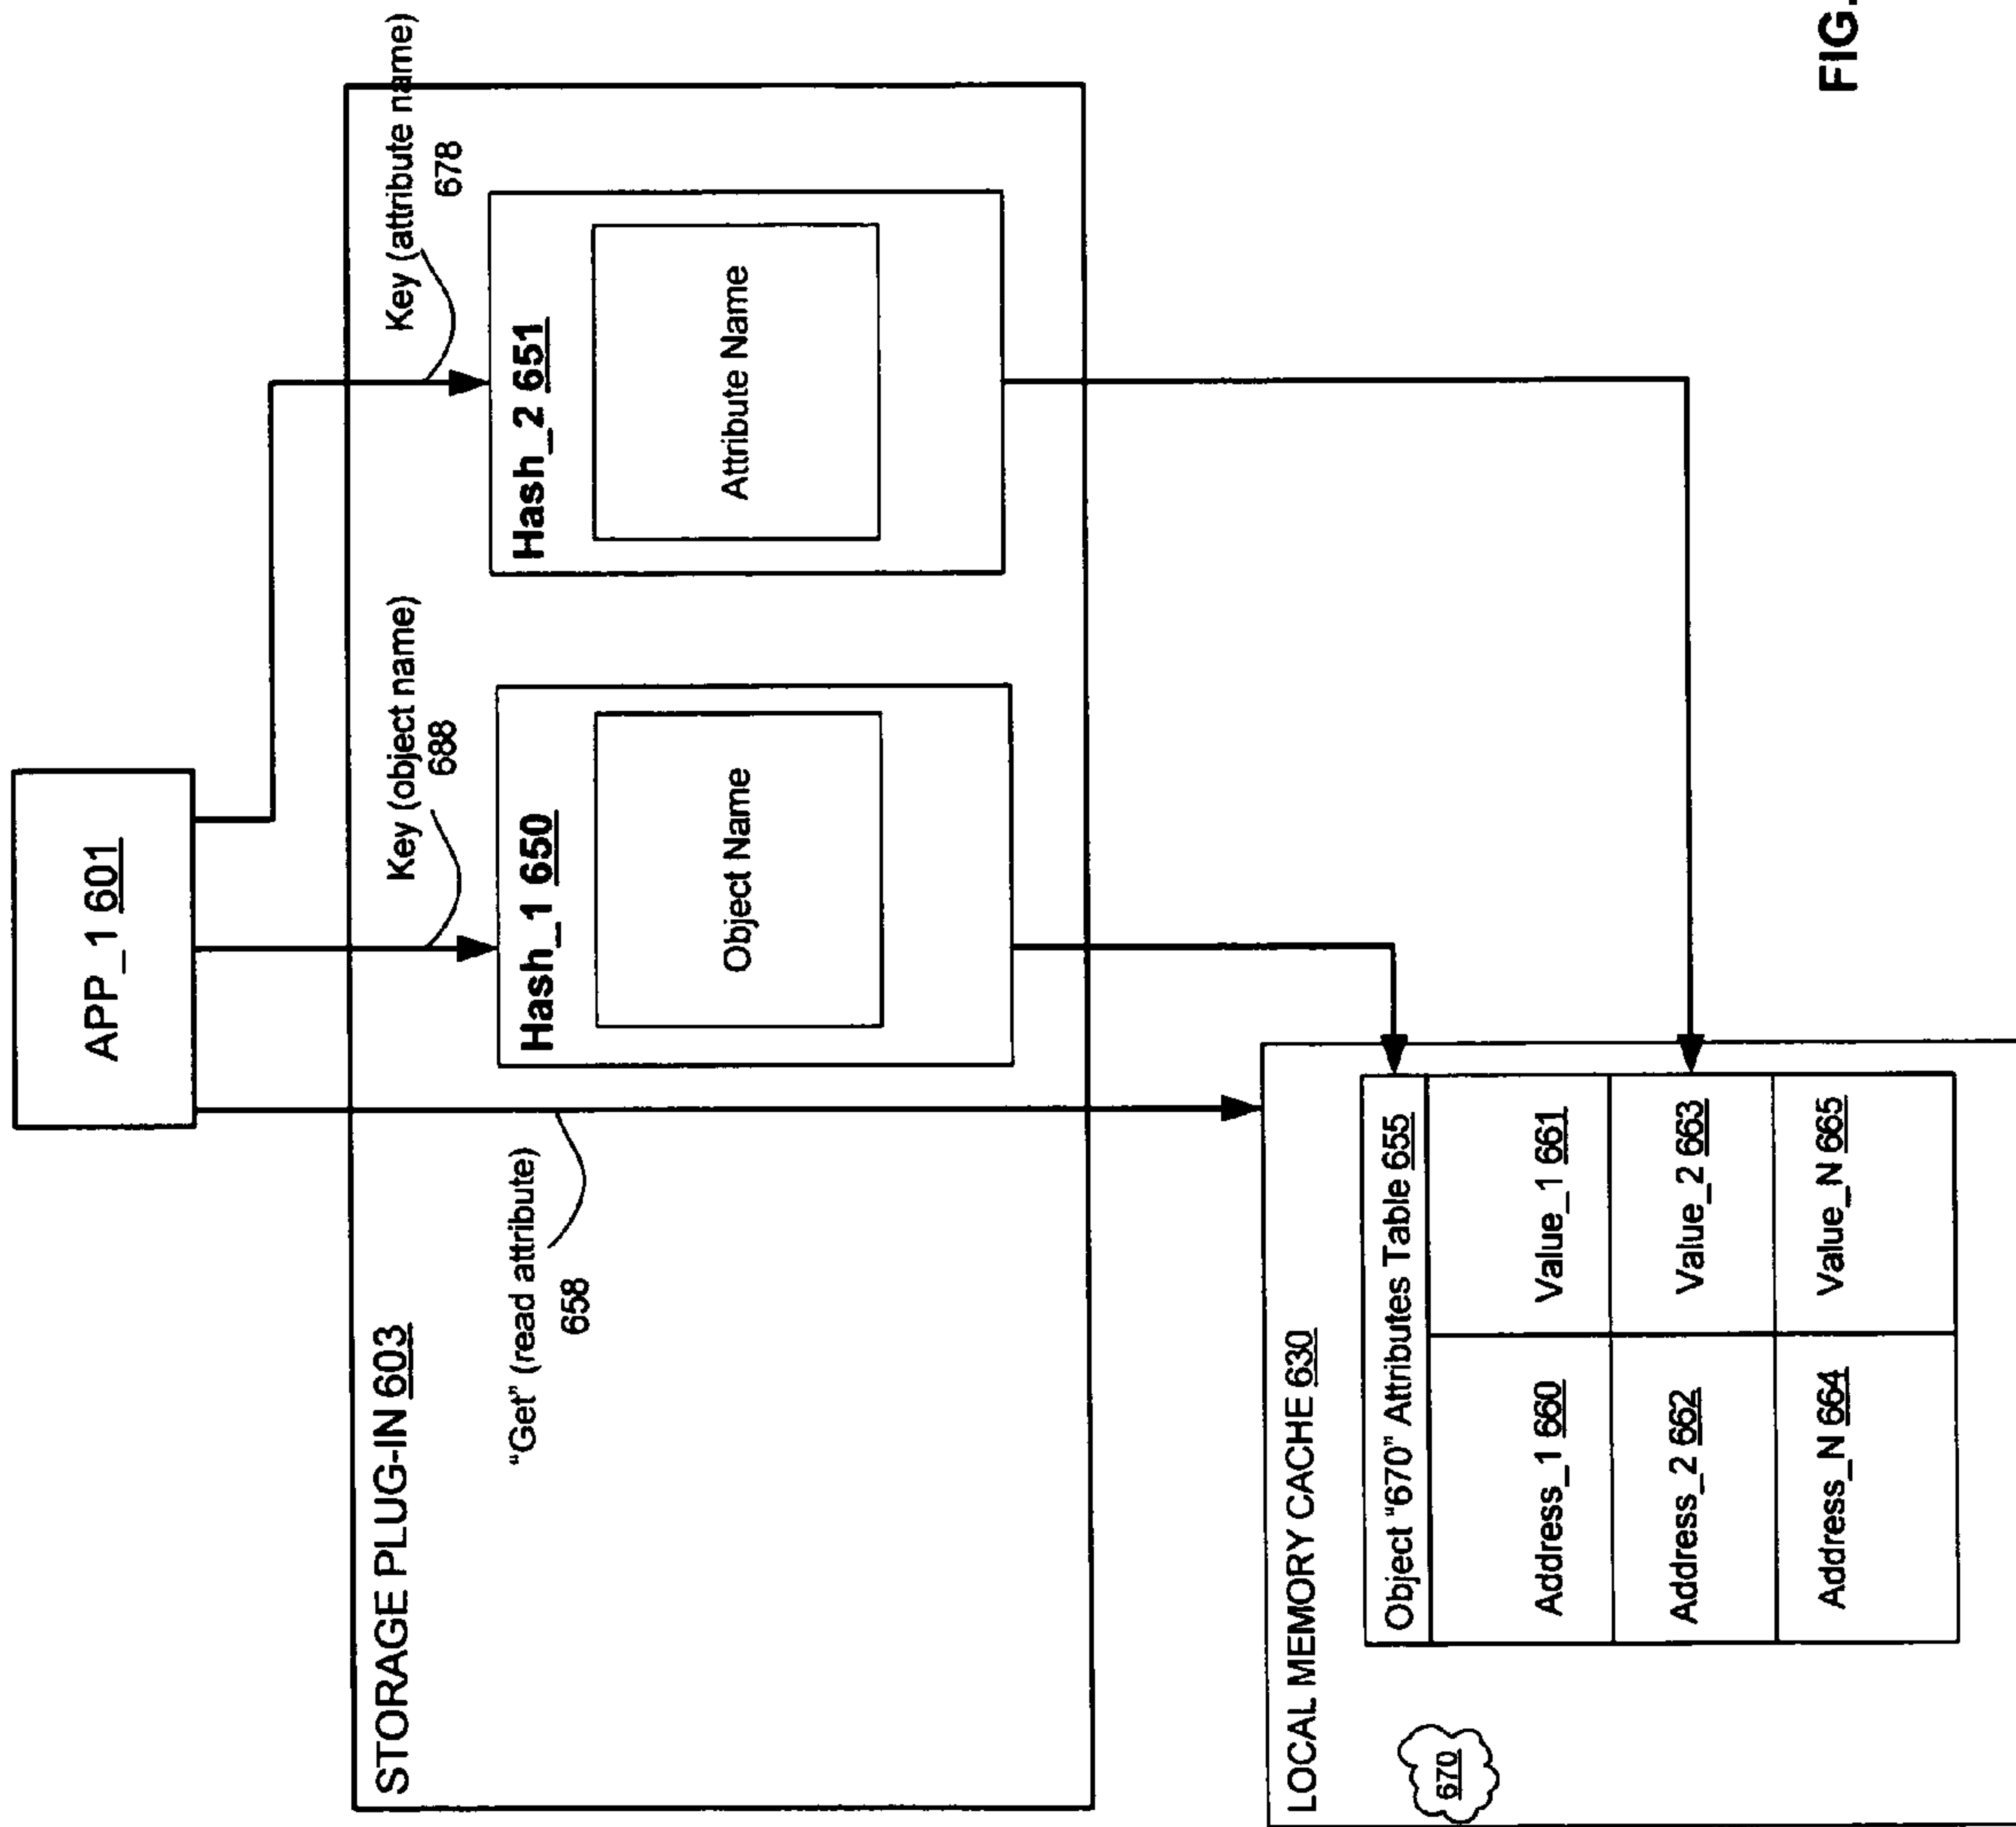 APP_1 601
STORAGE PLUG-IN 603
"Get" (read attribute)
658
Key (object name)
688
Key (attribute name)
678
Hash_1 650
Object Name
Hash_2 651
Attribute Name
LOCAL MEMORY CACHE 630
670
Object "670" Attributes Table 655
Address_1 660
Value_1 661
Address_2 662
Value_2 663
Address_N 664
Value_N 665
FIG.